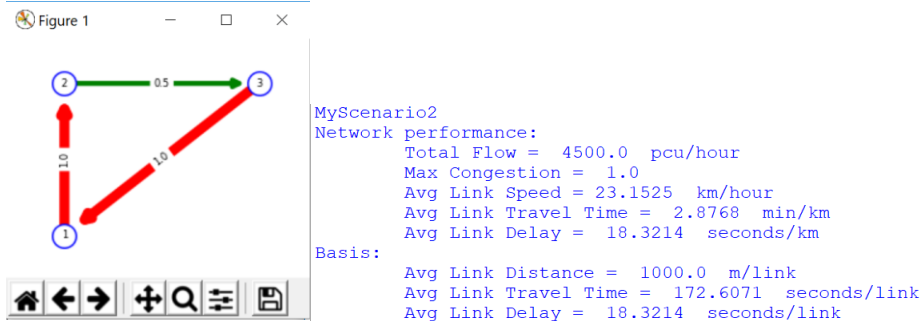 Figure 1
2
0.5
3
1.0
1.0
1
MyScenario2
Network performance:
Total Flow =  4500.0  pcu/hour
Max Congestion =  1.0
Avg Link Speed = 23.1525  km/hour
Avg Link Travel Time =  2.8768  min/km
Avg Link Delay =  18.3214  seconds/km
Basis:
Avg Link Distance =  1000.0  m/link
Avg Link Travel Time =  172.6071  seconds/link
Avg Link Delay =  18.3214  seconds/link